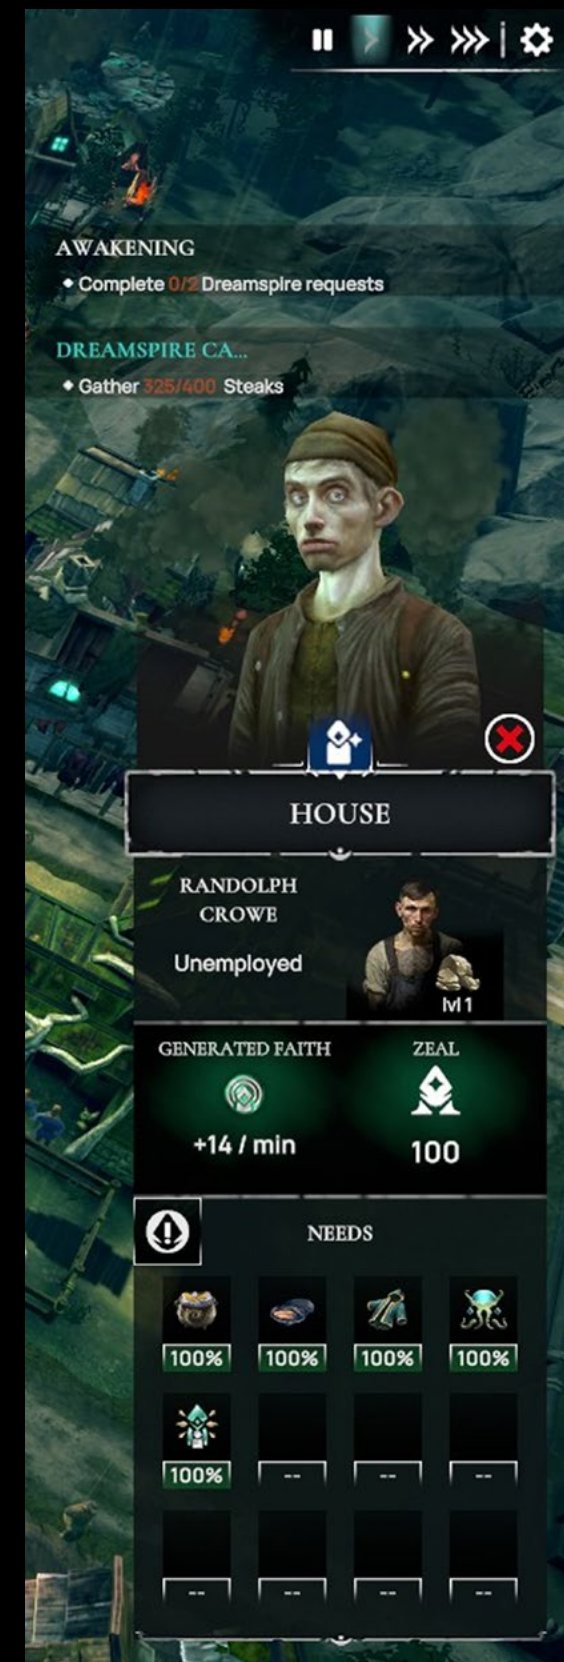 AWAKENING
Complete 0/2 Dreamspire requests
DREAMSPIRE CA...
Gather 325/400 Steaks
HOUSE
RANDOLPH
CROWE
Unemployed
lvl 1
GENERATED FAITH
ZEAL
+14 / min
100
NEEDS
100% 100% 100% 100%
100% -- -- --
-- -- -- --